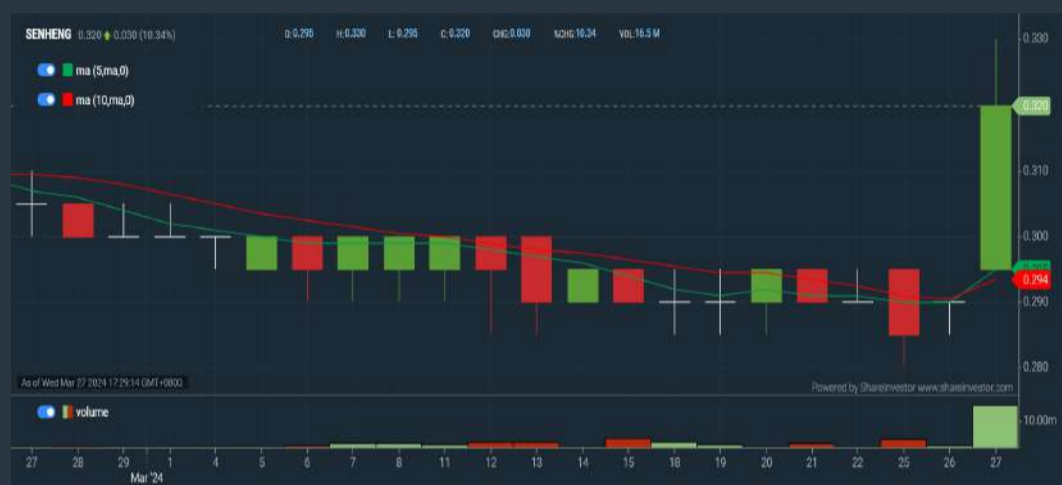 SENHENG 0.320 0.030 (10.34%) O:0.295 H:0.330 L:0.295 C:0.320 CHG:0.030 %CHG:10.34 VOL:16.5 M
ma (5,ma,0)
ma (10,ma,0)
0.330
0.320
0.310
0.300
0.294
0.290
0.280
As of Wed Mar 27 2024 17:29:14 GMT+0800
Powered by ShareInvestor www.shareinvestor.com
volume
10.00m
27 28 29 1 4 5 6 7 8 11 12 13 14 15 18 19 20 21 22 25 26 27
Mar '24